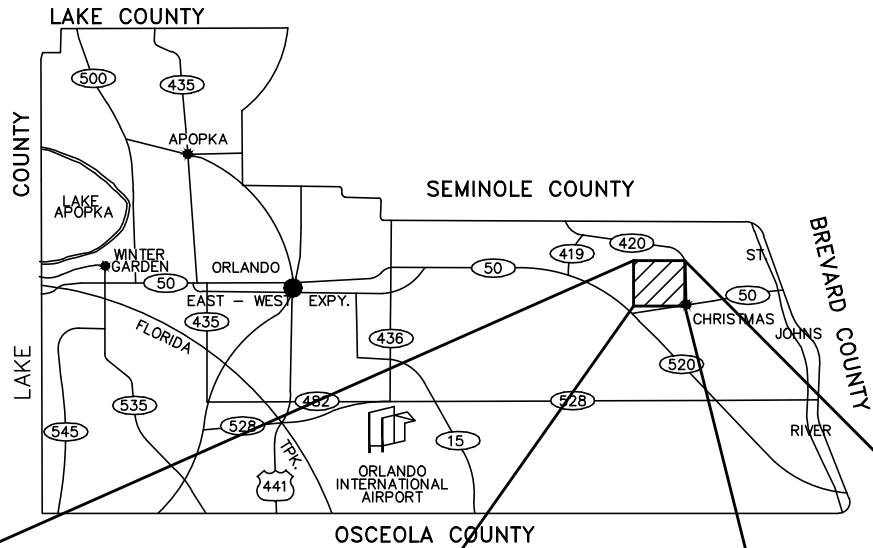 LAKE COUNTY
500
435
APOPKA
COUNTY
LAKE
APOPKA
SEMINOLE COUNTY
WINTER
GARDEN
ORLANDO
50
EAST - WEST EXPY.
435
436
50
419
420
ST.
50
CHRISTMAS
JOHNS
BREVARD COUNTY
FLORIDA
LAKE
520
535
545
482
528
528
RIVER
TPK.
15
441
ORLANDO
INTERNATIONAL
AIRPORT
OSCEOLA COUNTY